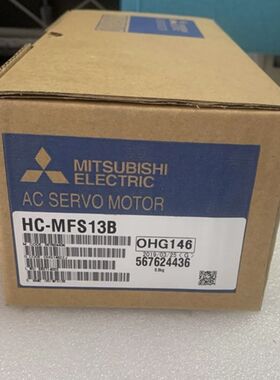 MITSUBISHI
ELECTRIC
AC SERVO MOTOR
HC-MFS13B
OHG146
567624436